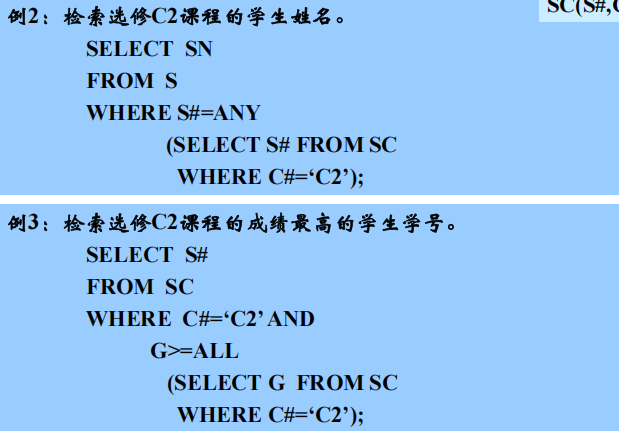 SC(S#,
例2：检索选修C2课程的学生姓名。
SELECT SN
FROM S
WHERE S#=ANY
(SELECT S# FROM SC
WHERE C#=‘C2’);
例3：检索选修C2课程的成绩最高的学生学号。
SELECT S#
FROM SC
WHERE C#=‘C2’ AND
G>=ALL
(SELECT G FROM SC
WHERE C#=‘C2’);